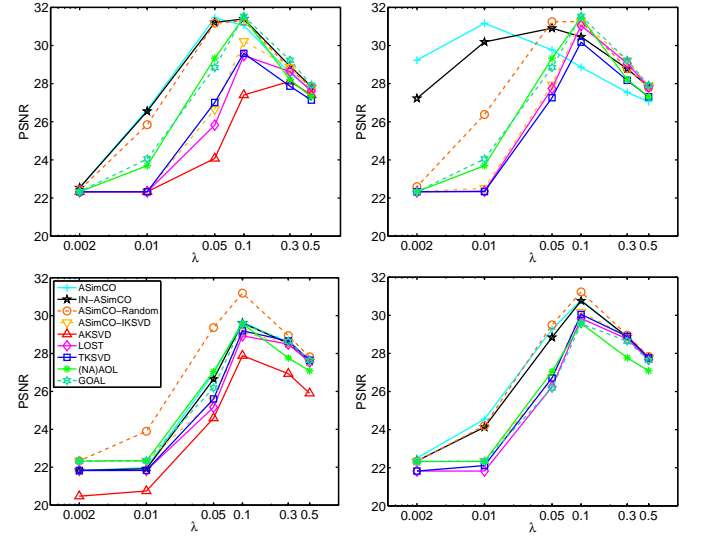 32
30
28
26
24
22
20
PSNR
0.002 0.01 0.05 0.1 0.3 0.5
λ
32
30
28
26
24
22
20
PSNR
0.002 0.01 0.05 0.1 0.3 0.5
λ
32
30
28
26
24
22
20
PSNR
0.002 0.01 0.05 0.1 0.3 0.5
λ
ASimCO
IN−ASimCO
ASimCO−Random
ASimCO−IKSVD
AKSVD
LOST
TKSVD
(NA)AOL
GOAL
32
30
28
26
24
22
20
PSNR
0.002 0.01 0.05 0.1 0.3 0.5
λ